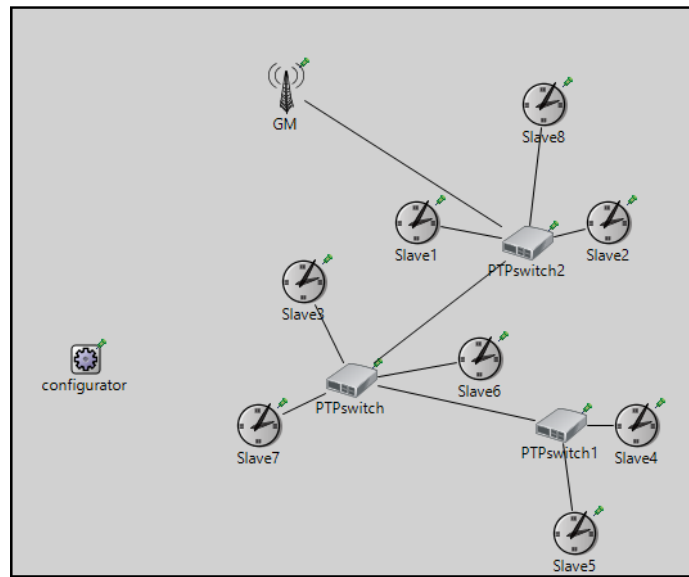 GM
Slave8
Slave1
Slave2
PTPswitch2
Slave3
configurator
Slave6
PTPswitch
PTPswitch1
Slave4
Slave7
Slave5